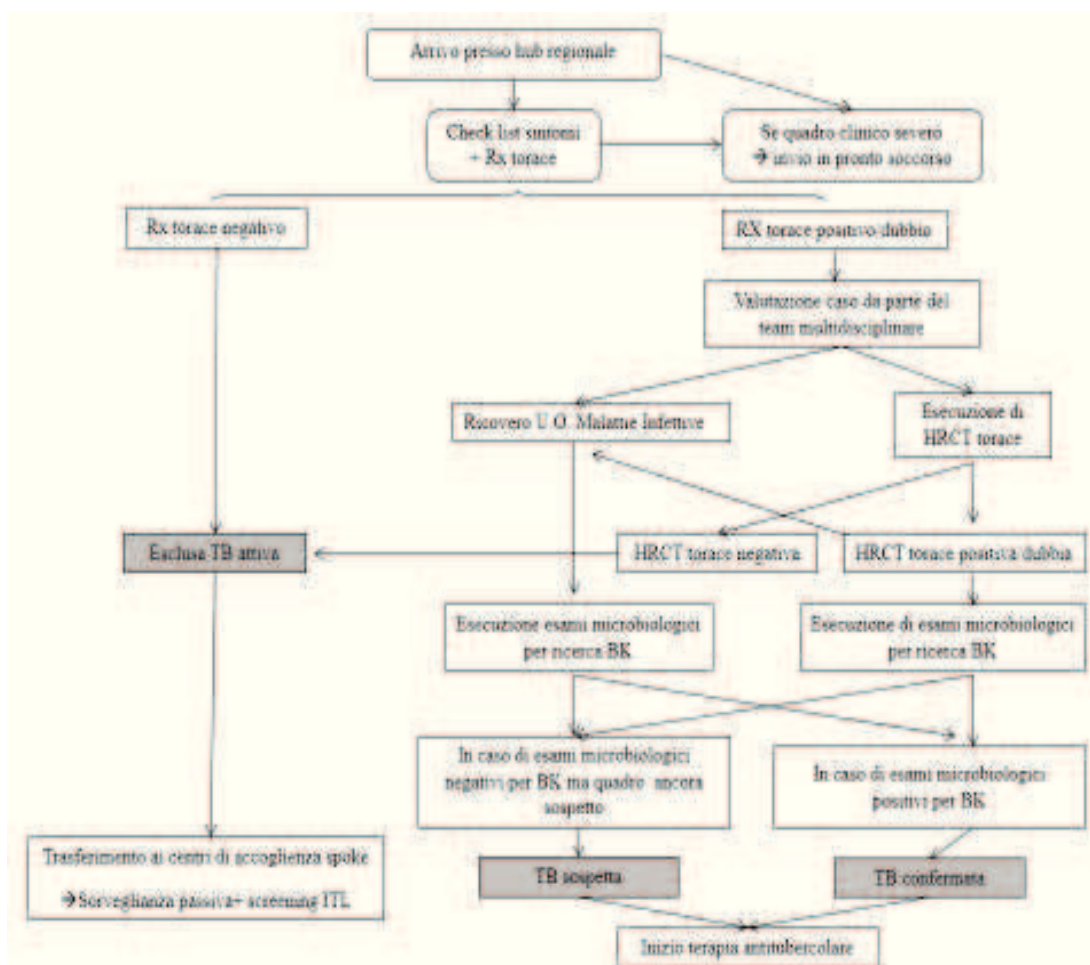 Arrivo presso hub regionale
Check list sintomi
+ Rx torace
Se quadro clinico severo
→ invio in pronto soccorso
Rx torace negativo
RX torace positivo/dubbio
Valutazione caso da parte del
team multidisciplinare
Ricovero U.O. Malattie Infettive
Esecuzione di
HRCT torace
Esclusa TB attiva
HRCT torace negativa
HRCT torace positiva/dubbia
Esecuzione esami microbiologici
per ricerca BK
Esecuzione di esami microbiologici
per ricerca BK
In caso di esami microbiologici
negativi per BK ma quadro ancora
sospetto
In caso di esami microbiologici
positivi per BK
Trasferimento ai centri di accoglienza spoke
→ Sorveglianza passiva+ screening ITL
TB sospetta
TB confermata
Inizio terapia antitubercolare